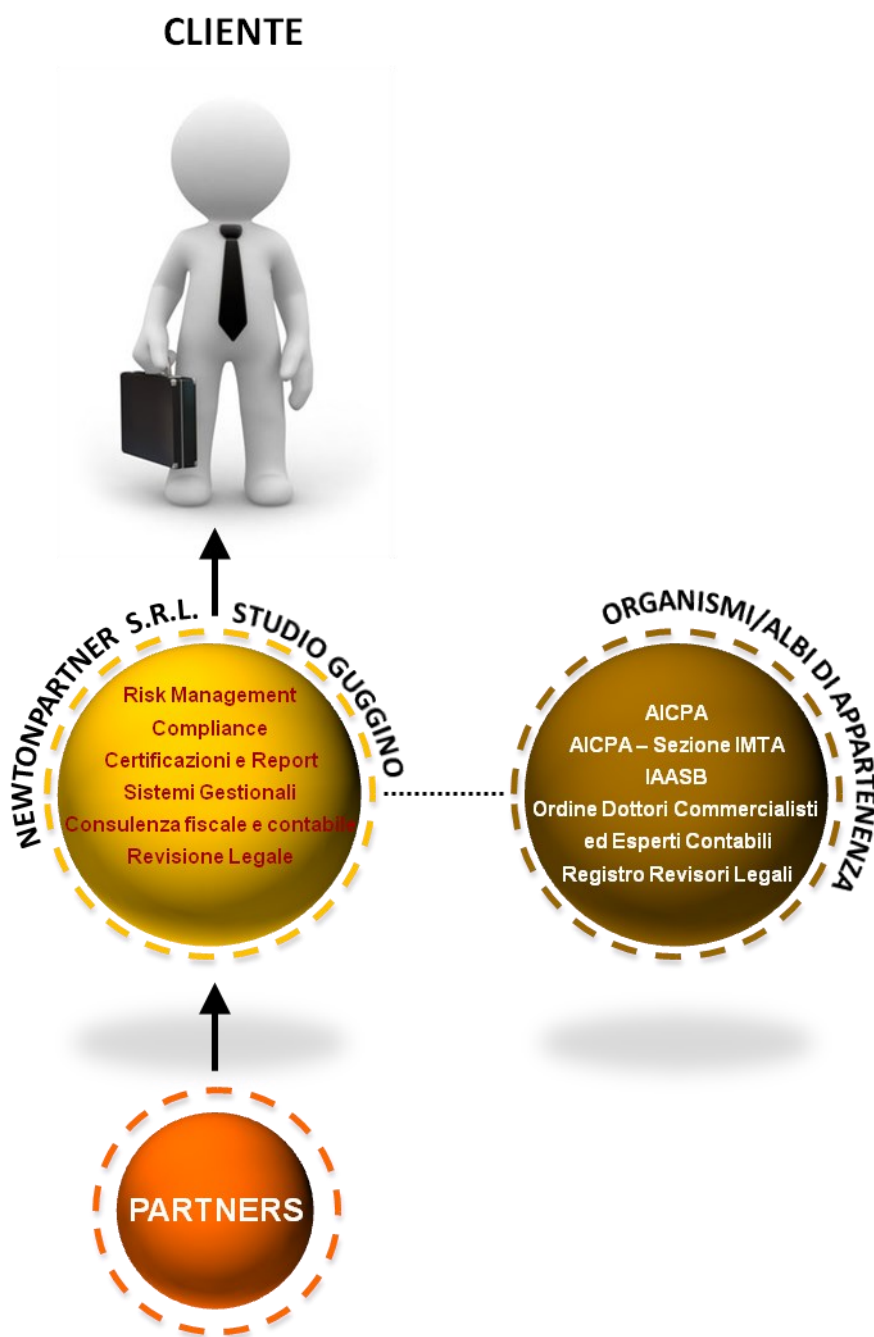 CLIENTE
NEWTONPARTNER S.R.L. STUDIO GUGGINO
Risk Management
Compliance
Certificazioni e Report
Sistemi Gestionali
Consulenza fiscale e contabile
Revisione Legale
ORGANISMI/ALBI DI APPARTENENZA
AICPA
AICPA – Sezione IMTA
IAASB
Ordine Dottori Commercialisti
ed Esperti Contabili
Registro Revisori Legali
PARTNERS